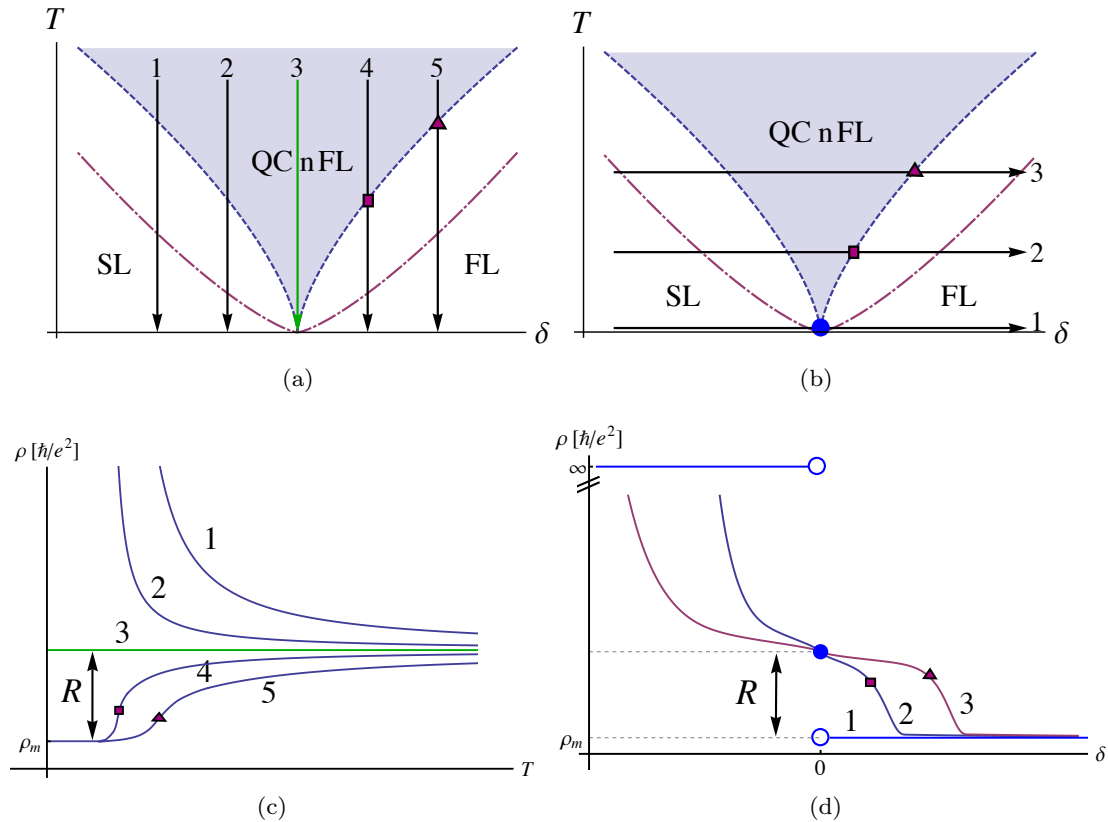 T
1 2 3 4 5
QC nFL
SL FL
δ
(a)
T
QC nFL
3
2
SL FL
1
δ
(b)
ρ [ħ/e²]
1
2
3
4
R
5
ρm
T
(c)
ρ [ħ/e²]
∞
R
1 2 3
ρm
0
δ
(d)